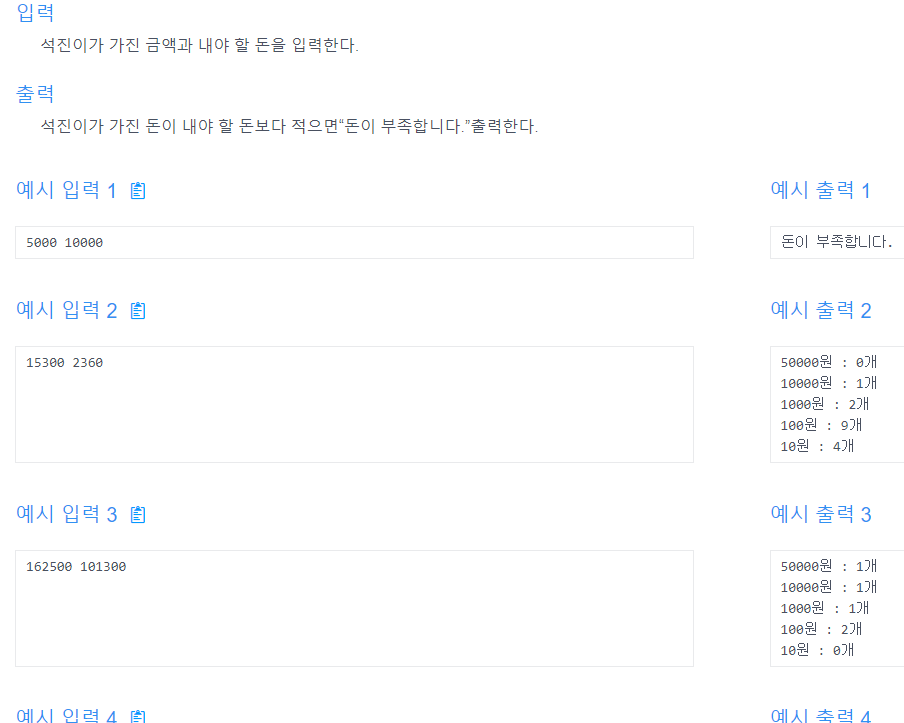 입력
석진이가 가진 금액과 내야 할 돈을 입력한다.
출력
석진이가 가진 돈이 내야 할 돈보다 적으면“돈이 부족합니다.”출력한다.
예시 입력 1
5000 10000
예시 출력 1
돈이 부족합니다.
예시 입력 2
15300 2360
예시 출력 2
50000원 : 0개
10000원 : 1개
1000원 : 2개
100원 : 9개
10원 : 4개
예시 입력 3
162500 101300
예시 출력 3
50000원 : 1개
10000원 : 1개
1000원 : 1개
100원 : 2개
10원 : 0개
예시 입력 4
예시 출력 4